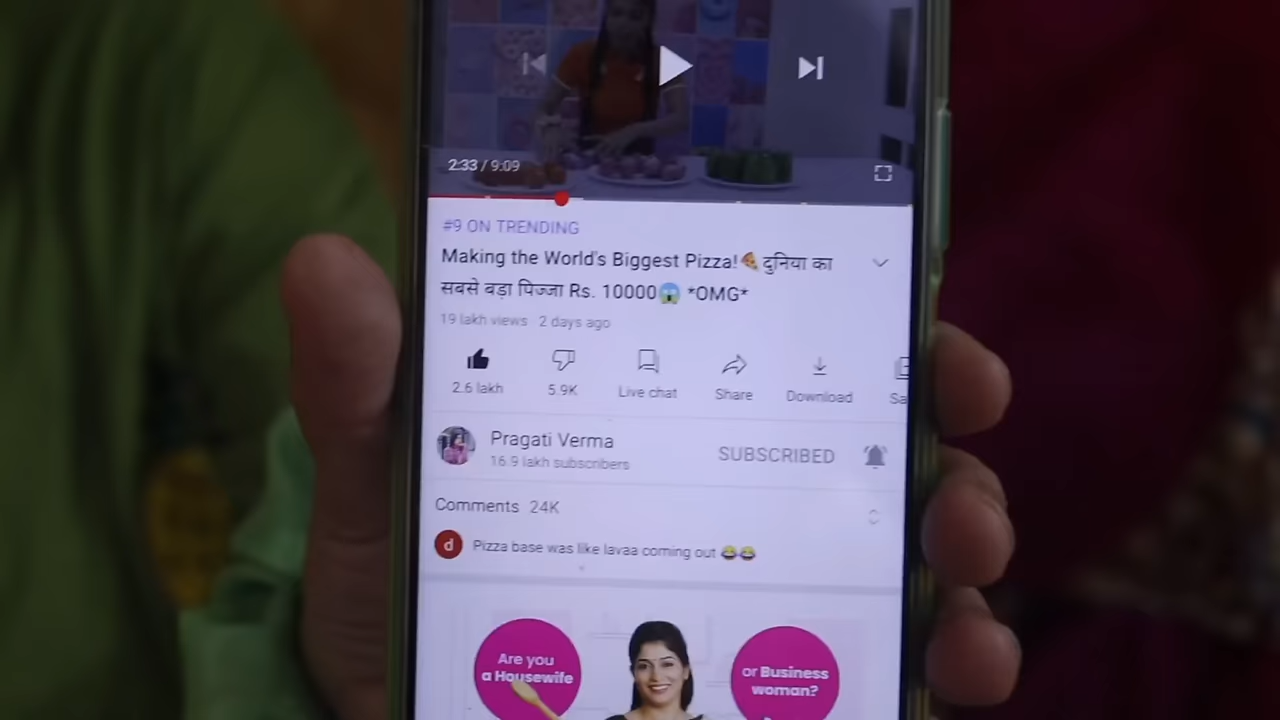 2:33 / 9:09
#9 ON TRENDING
Making the World's Biggest Pizza!🍕दुनिया का
सबसे बड़ा पिज्जा Rs. 10000😱 *OMG*
19 lakh views 2 days ago
2.6 lakh
5.9K
Live chat
Share
Download
Sa
Pragati Verma
16.9 lakh subscribers
SUBSCRIBED
Comments 24K
d
Pizza base was like lavaa coming out 😂😂
Are you
a Housewife
or Business
woman?